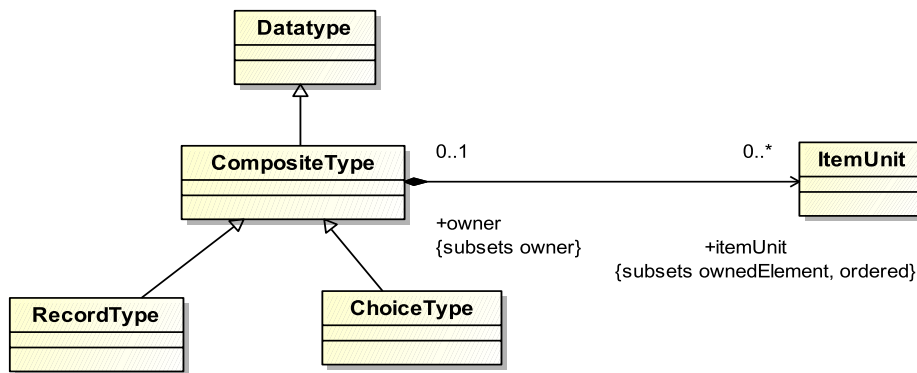 Datatype
CompositeType
0..1
0..*
ItemUnit
+owner
{subsets owner}
+itemUnit
{subsets ownedElement, ordered}
RecordType
ChoiceType